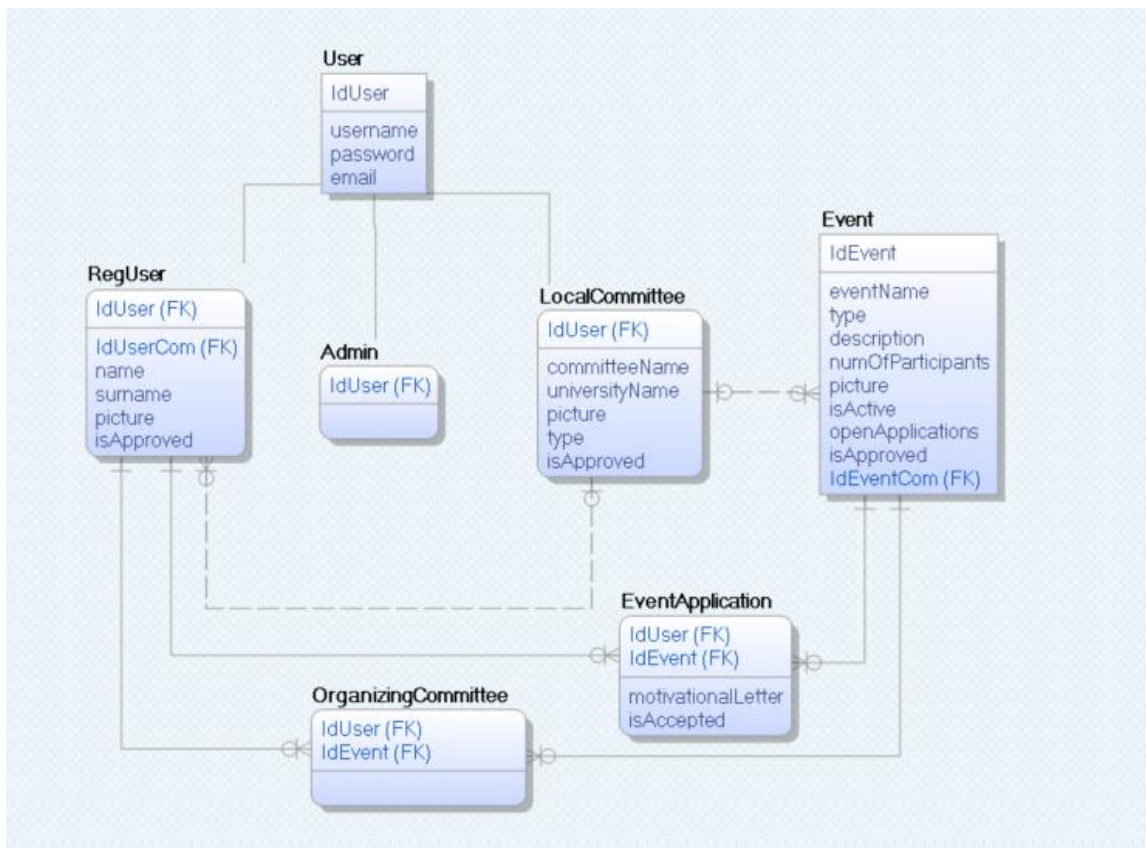 User
IdUser
username
password
email
RegUser
IdUser (FK)
IdUserCom (FK)
name
surname
picture
isApproved
Admin
IdUser (FK)
LocalCommittee
IdUser (FK)
committeeName
universityName
picture
type
isApproved
Event
IdEvent
eventName
type
description
numOfParticipants
picture
isActive
openApplications
isApproved
IdEventCom (FK)
EventApplication
IdUser (FK)
IdEvent (FK)
motivationalLetter
isAccepted
OrganizingCommittee
IdUser (FK)
IdEvent (FK)